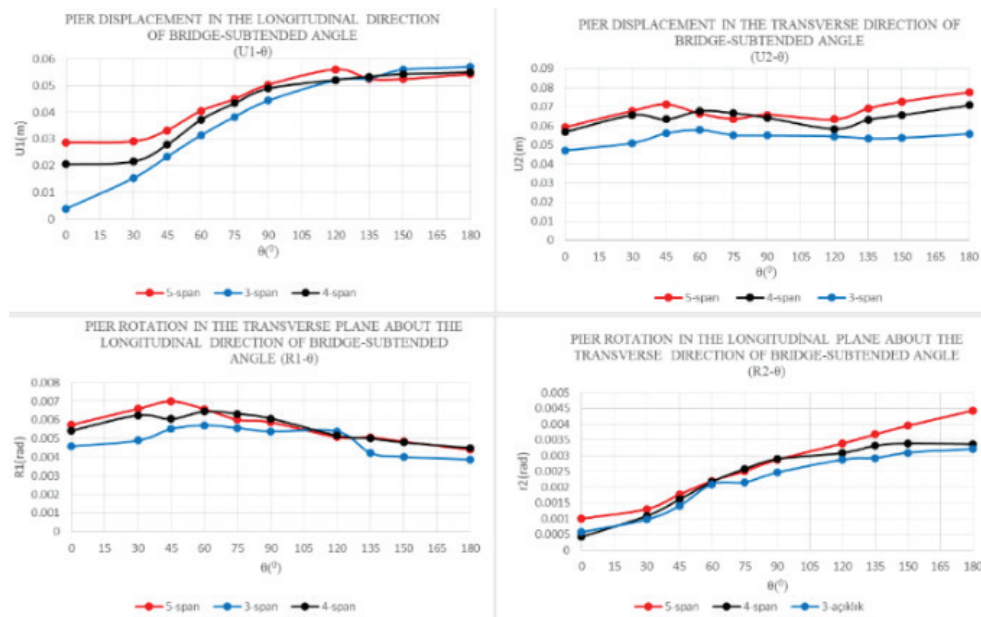 PIER DISPLACEMENT IN THE LONGITUDINAL DIRECTION
OF BRIDGE-SUBTENDED ANGLE
(U1-θ)
0.06
0.05
0.04
0.03
0.02
0.01
0
U1(m)
0 15 30 45 60 75 90 105 120 135 150 165 180
θ(⁰)
5-span 3-span 4-span
PIER DISPLACEMENT IN THE TRANSVERSE DIRECTION OF
BRIDGE-SUBTENDED ANGLE
(U2-θ)
0.09
0.08
0.07
0.06
0.05
0.04
0.03
0.02
0.01
0
U2(m)
0 15 30 45 60 75 90 105 120 135 150 165 180
θ(⁰)
5-span 4-span 3-span
PIER ROTATION IN THE TRANSVERSE PLANE ABOUT THE
LONGITUDINAL DIRECTION OF BRIDGE-SUBTENDED
ANGLE (R1-θ)
0.008
0.007
0.006
0.005
0.004
0.003
0.002
0.001
0
R1(rad)
0 15 30 45 60 75 90 105 120 135 150 165 180
θ(⁰)
5-span 3-span 4-span
PIER ROTATION IN THE LONGITUDİNAL PLANE ABOUT THE
TRANSVERSE DIRECTION OF BRIDGE-SUBTENDED ANGLE
(R2-θ)
0.005
0.0045
0.004
0.0035
0.003
0.0025
0.002
0.0015
0.001
0.0005
0
r2(rad)
0 15 30 45 60 75 90 105 120 135 150 165 180
θ(⁰)
5-span 4-span 3-açıklık